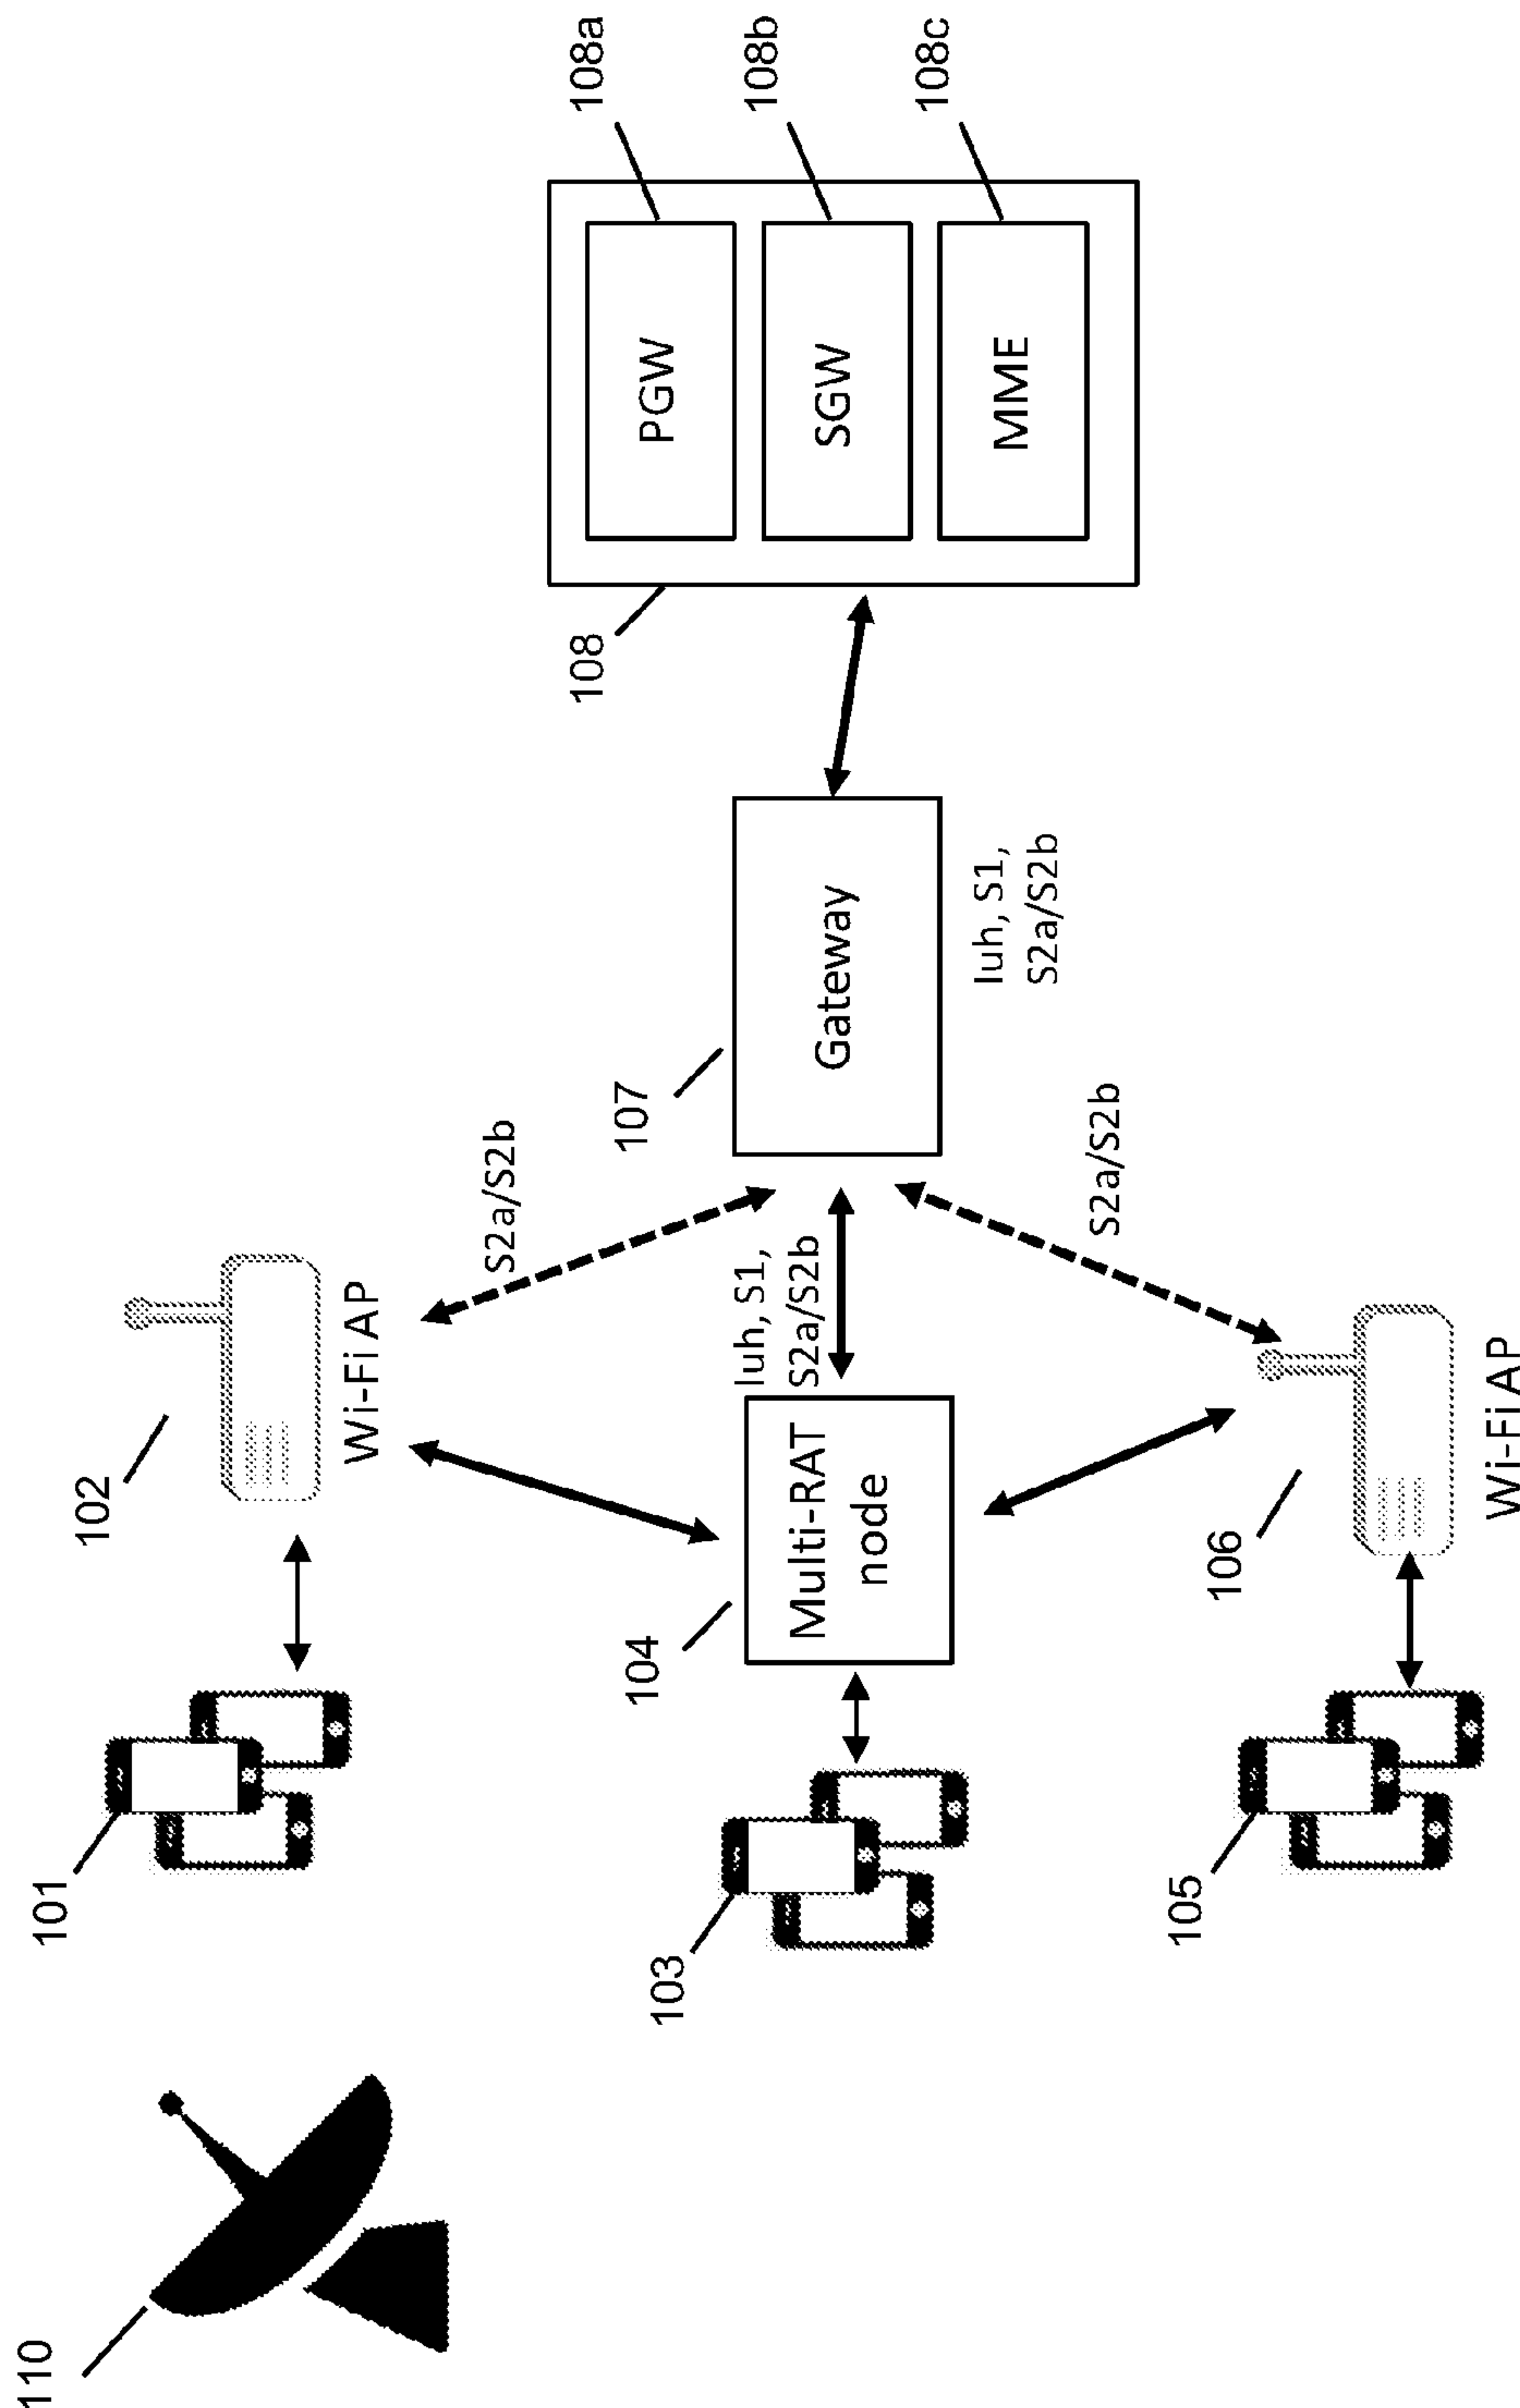 110
101
102
Wi-Fi AP
S2a/S2b
103
104
Multi-RAT
node
Iuh, S1,
S2a/S2b
107
Gateway
Iuh, S1,
S2a/S2b
108
PGW
SGW
MME
108a
108b
108c
105
106
Wi-Fi AP
S2a/S2b